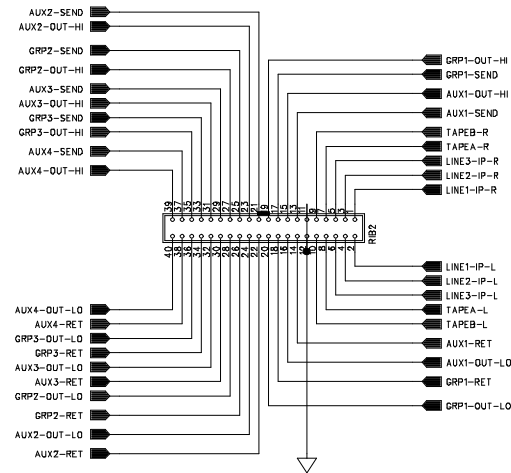 AUX2-SEND
AUX2-OUT-HI
GRP2-SEND
GRP2-OUT-HI
AUX3-SEND
AUX3-OUT-HI
GRP3-SEND
GRP3-OUT-HI
AUX4-SEND
AUX4-OUT-HI
GRP1-OUT-HI
GRP1-SEND
AUX1-OUT-HI
AUX1-SEND
TAPEB-R
TAPEA-R
LINE3-IP-R
LINE2-IP-R
LINE1-IP-R
39 37 35 33 31 29 27 25 23 21 19 17 15 13 11 9 7 5 3 1
RIB2
40 38 36 34 32 30 28 26 24 22 20 18 16 14 12 10 8 6 4 2
AUX4-OUT-LO
AUX4-RET
GRP3-OUT-LO
GRP3-RET
AUX3-OUT-LO
AUX3-RET
GRP2-OUT-LO
GRP2-RET
AUX2-OUT-LO
AUX2-RET
LINE1-IP-L
LINE2-IP-L
LINE3-IP-L
TAPEA-L
TAPEB-L
AUX1-RET
AUX1-OUT-LO
GRP1-RET
GRP1-OUT-LO